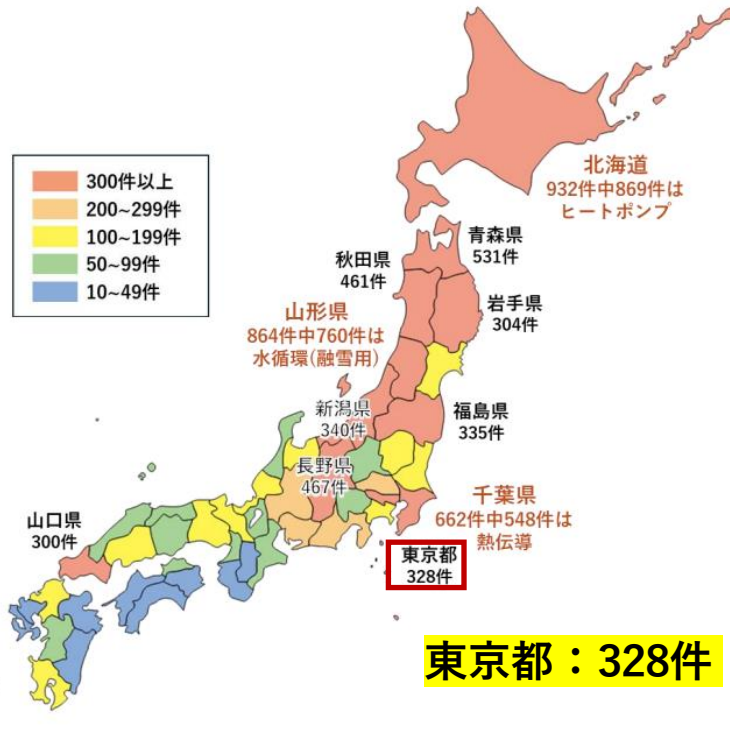 300件以上
200~299件
100~199件
50~99件
10~49件
北海道
932件中869件は
ヒートポンプ
青森県
531件
秋田県
461件
岩手県
304件
山形県
864件中760件は
水循環(融雪用)
新潟県
340件
福島県
335件
長野県
467件
千葉県
662件中548件は
熱伝導
山口県
300件
東京都
328件
東京都：328件